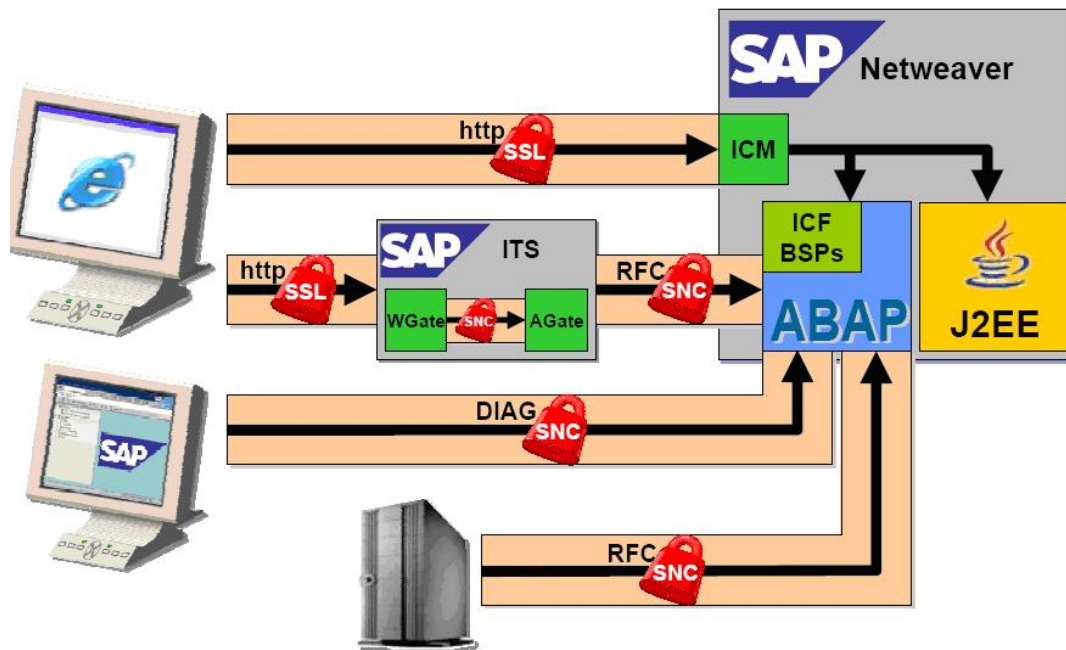 SAP Netweaver
http
SSL
ICM
ICF
BSPs
SAP ITS
http
SSL
WGate
SNC
AGate
RFC
SNC
ABAP
J2EE
DIAG
SNC
SAP
RFC
SNC